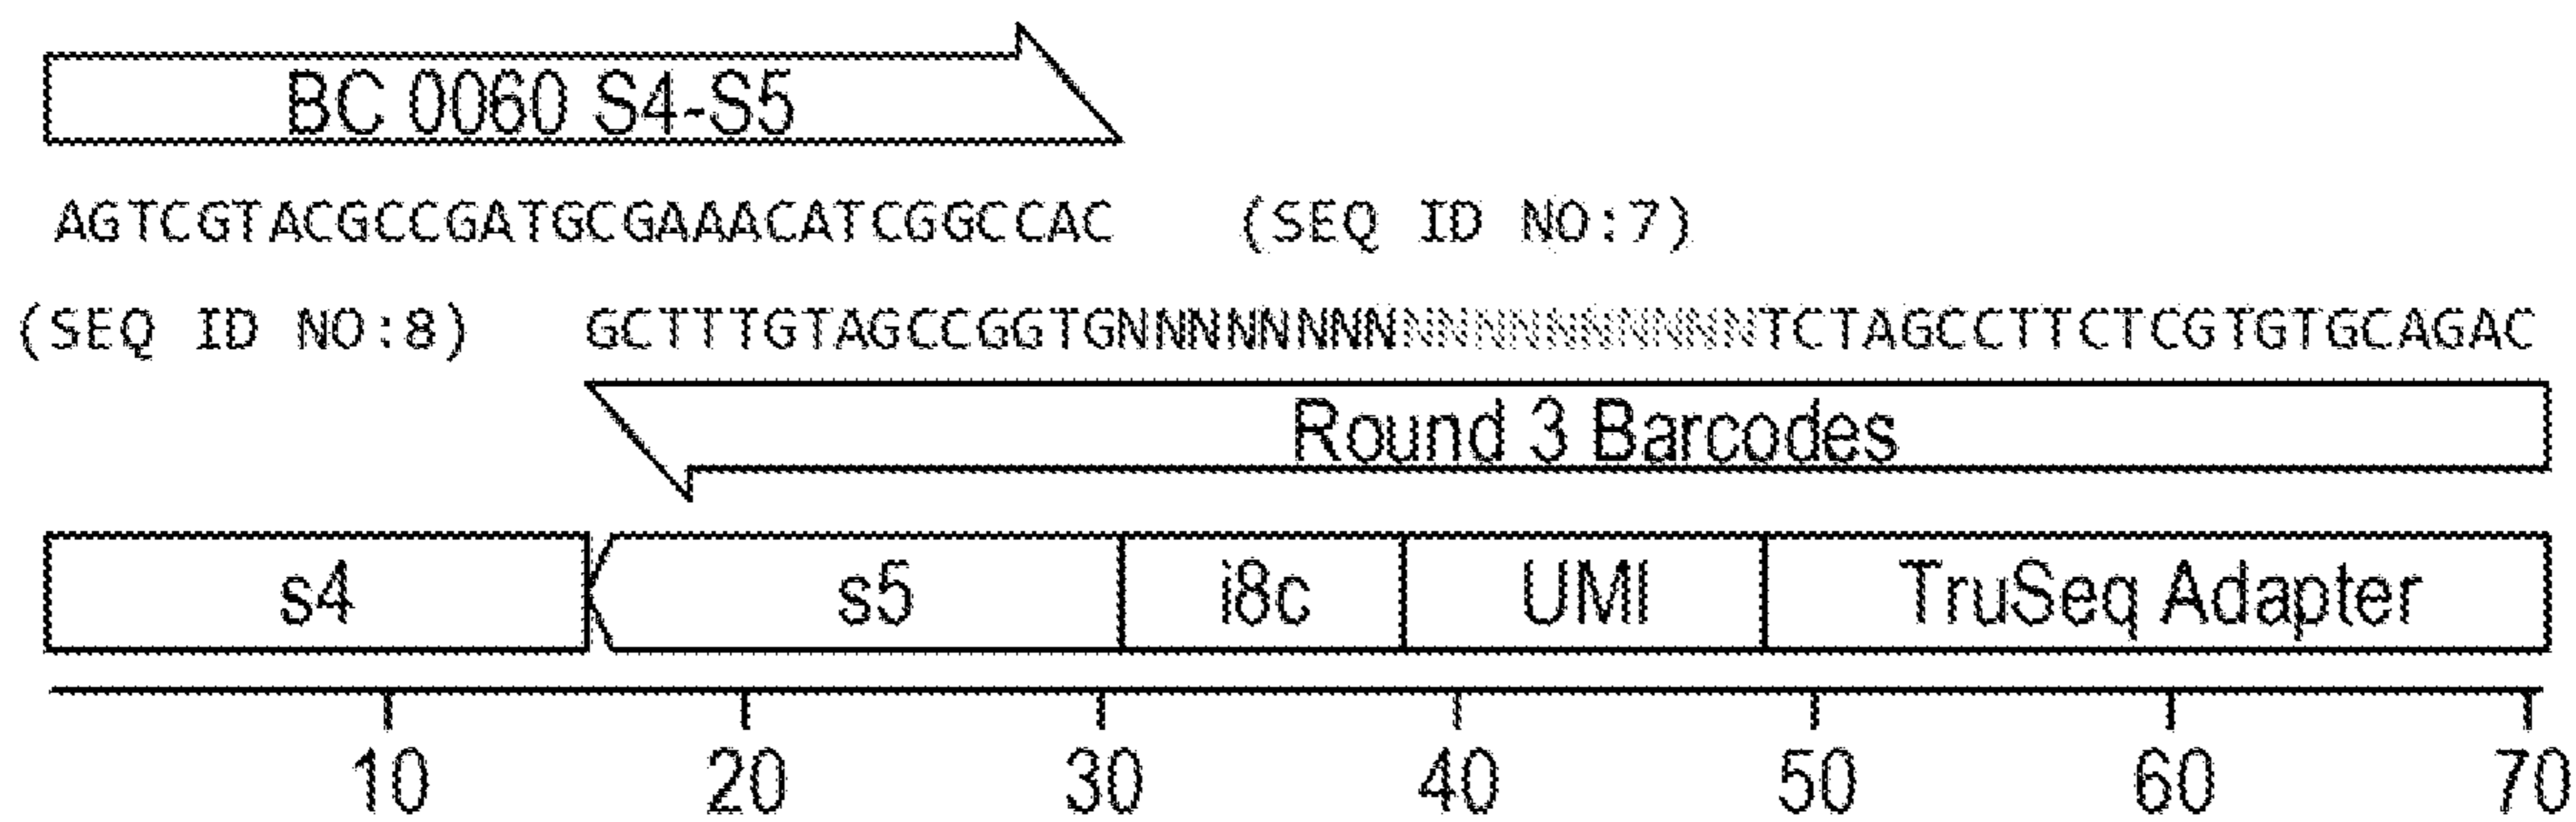 BC 0060 S4-S5
AGTCGTACGCCGATGCGAAACATCGGCCAC (SEQ ID NO:7)
(SEQ ID NO:8) GCTTTGTAGCCGGTGNNNNNNNNNNNNNNNNNNTCTAGCCTTCTCGTGTGCAGAC
Round 3 Barcodes
s4 s5 i8c UMI TruSeq Adapter
10 20 30 40 50 60 70